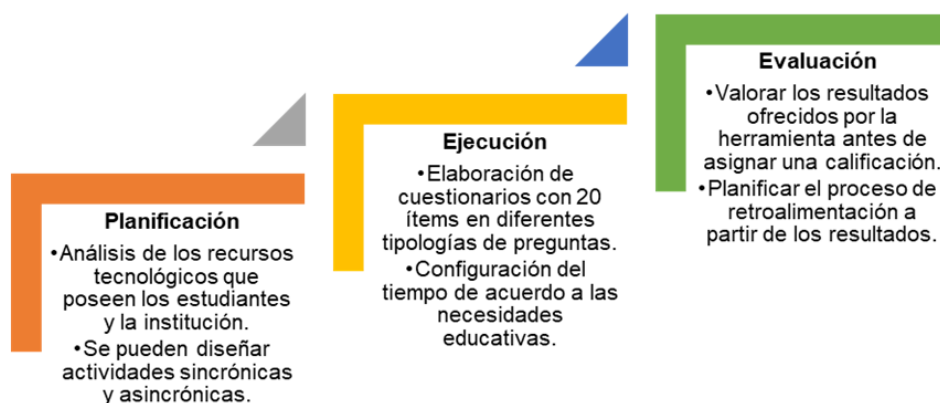 Planificación
•Análisis de los recursos
tecnológicos que
poseen los estudiantes
y la institución.
•Se pueden diseñar
actividades sincrónicas
y asincrónicas.
Ejecución
•Elaboración de
cuestionarios con 20
ítems en diferentes
tipologías de preguntas.
•Configuración del
tiempo de acuerdo a las
necesidades
educativas.
Evaluación
•Valorar los resultados
ofrecidos por la
herramienta antes de
asignar una calificación.
•Planificar el proceso de
retroalimentación a
partir de los resultados.